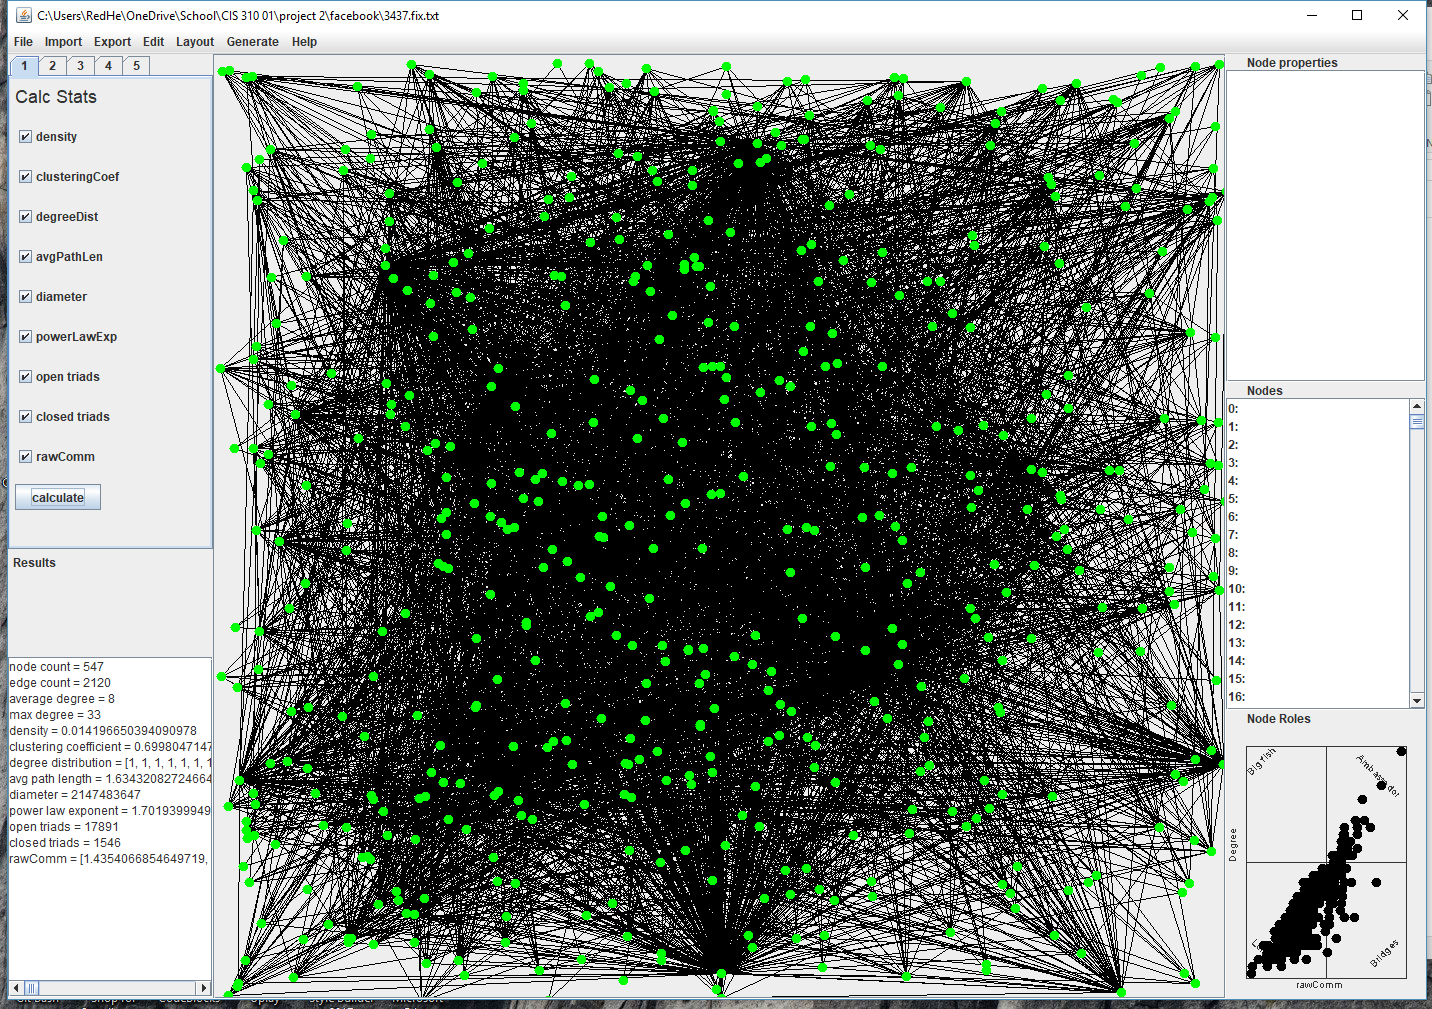 C:\Users\RedHe\OneDrive\School\CIS 310 01\project 2\facebook\3437.fix.txt
File Import Export Edit Layout Generate Help
1 2 3 4 5
Calc Stats
density
clusteringCoef
degreeDist
avgPathLen
diameter
powerLawExp
open triads
closed triads
rawComm
calculate
Results
node count = 547
edge count = 2120
average degree = 8
max degree = 33
density = 0.014196650394090978
clustering coefficient = 0.6998047147
degree distribution = [1, 1, 1, 1, 1, 1, 1
avg path length = 1.63432082724664
diameter = 2147483647
power law exponent = 1.7019399949
open triads = 17891
closed triads = 1546
rawComm = [1.4354066854649719,
Node properties
Nodes
0:
1:
2:
3:
4:
5:
6:
7:
8:
9:
10:
11:
12:
13:
14:
15:
16:
Node Roles
Big fish
Ambassador
Degree
Bridges
rawComm